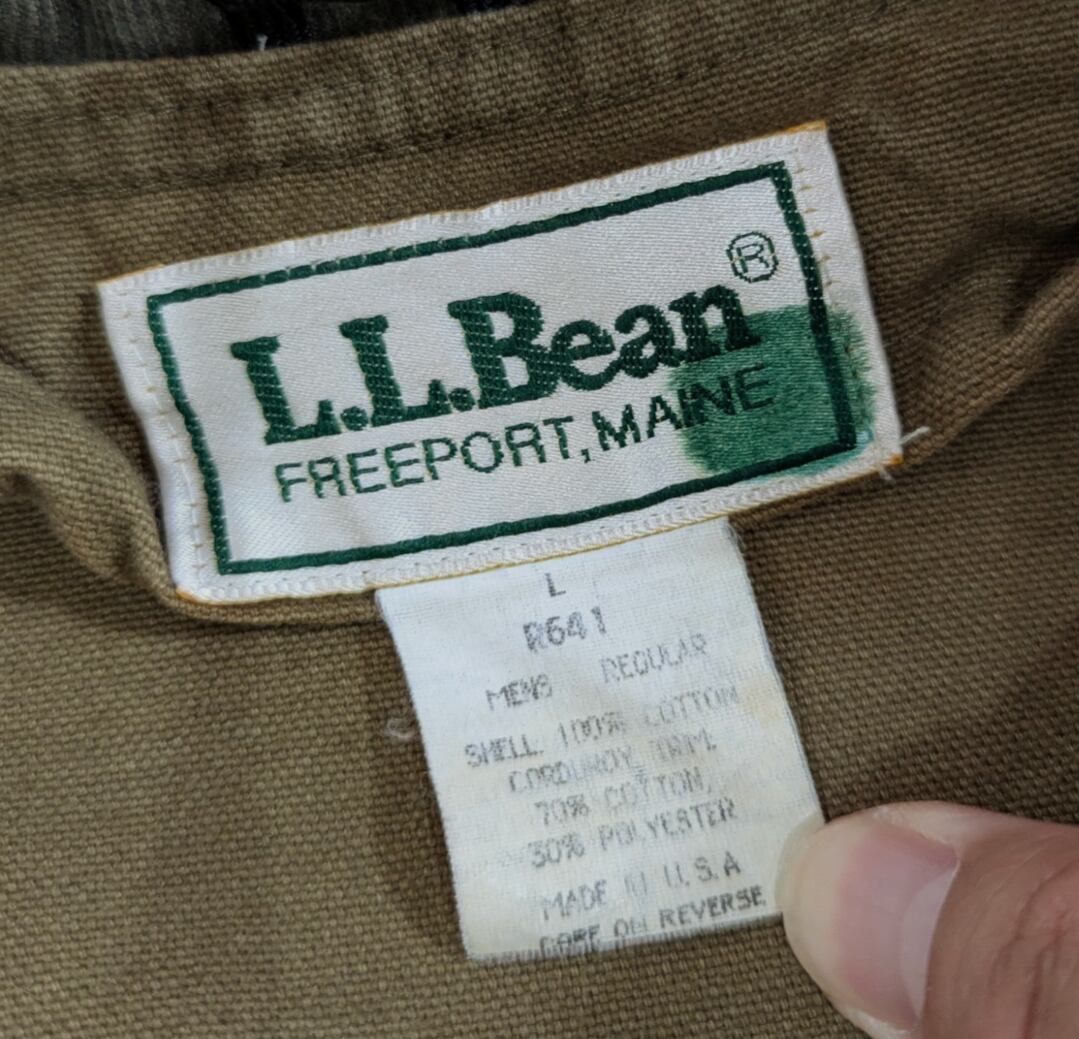 L.L.Bean®
FREEPORT, MAINE
L
R641
MENS REGULAR
SHELL 100% COTTON
CORDUROY TRIM:
70% COTTON,
30% POLYESTER
MADE IN U.S.A
CARE ON REVERSE